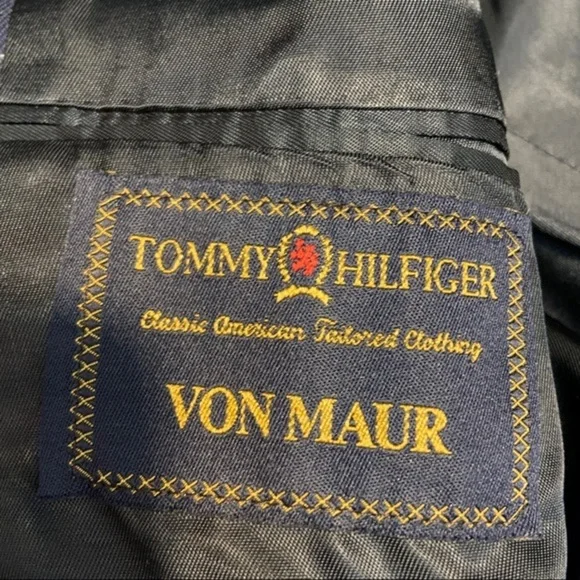 TOMMY HILFIGER
Classic American Tailored Clothing
VON MAUR